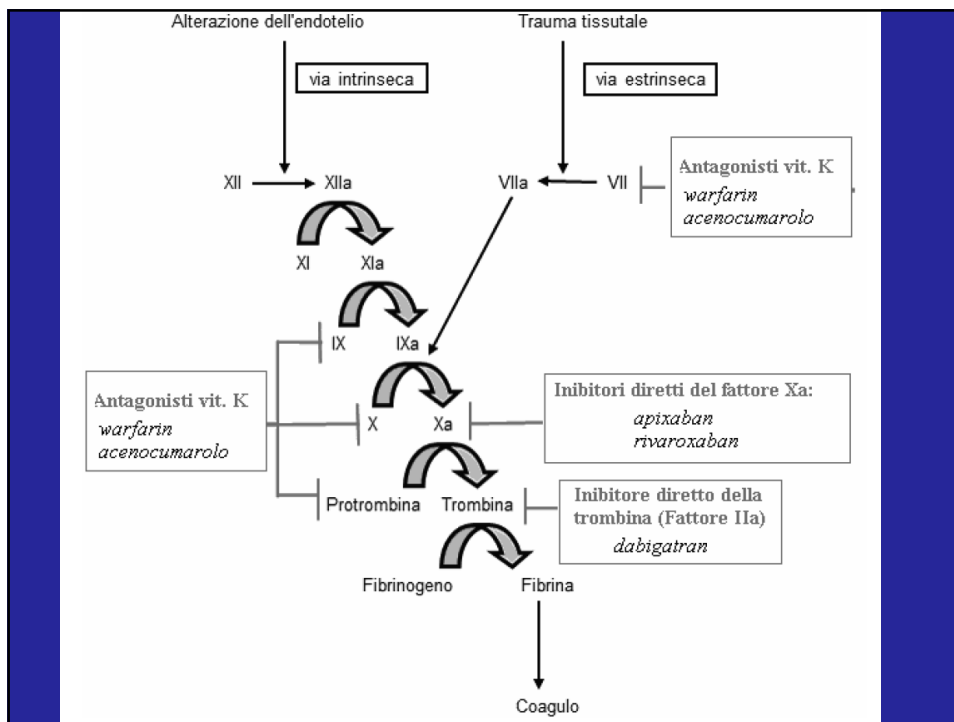 Alterazione dell'endotelio
Trauma tissutale
via intrinseca
via estrinseca
XII
XIIa
VIIa
VII
Antagonisti vit. K
warfarin
acenocumarolo
XI
XIa
IX
IXa
Antagonisti vit. K
warfarin
acenocumarolo
X
Xa
Inibitori diretti del fattore Xa:
apixaban
rivaroxaban
Protrombina
Trombina
Inibitore diretto della
trombina (Fattore IIa)
dabigatran
Fibrinogeno
Fibrina
Coagulo